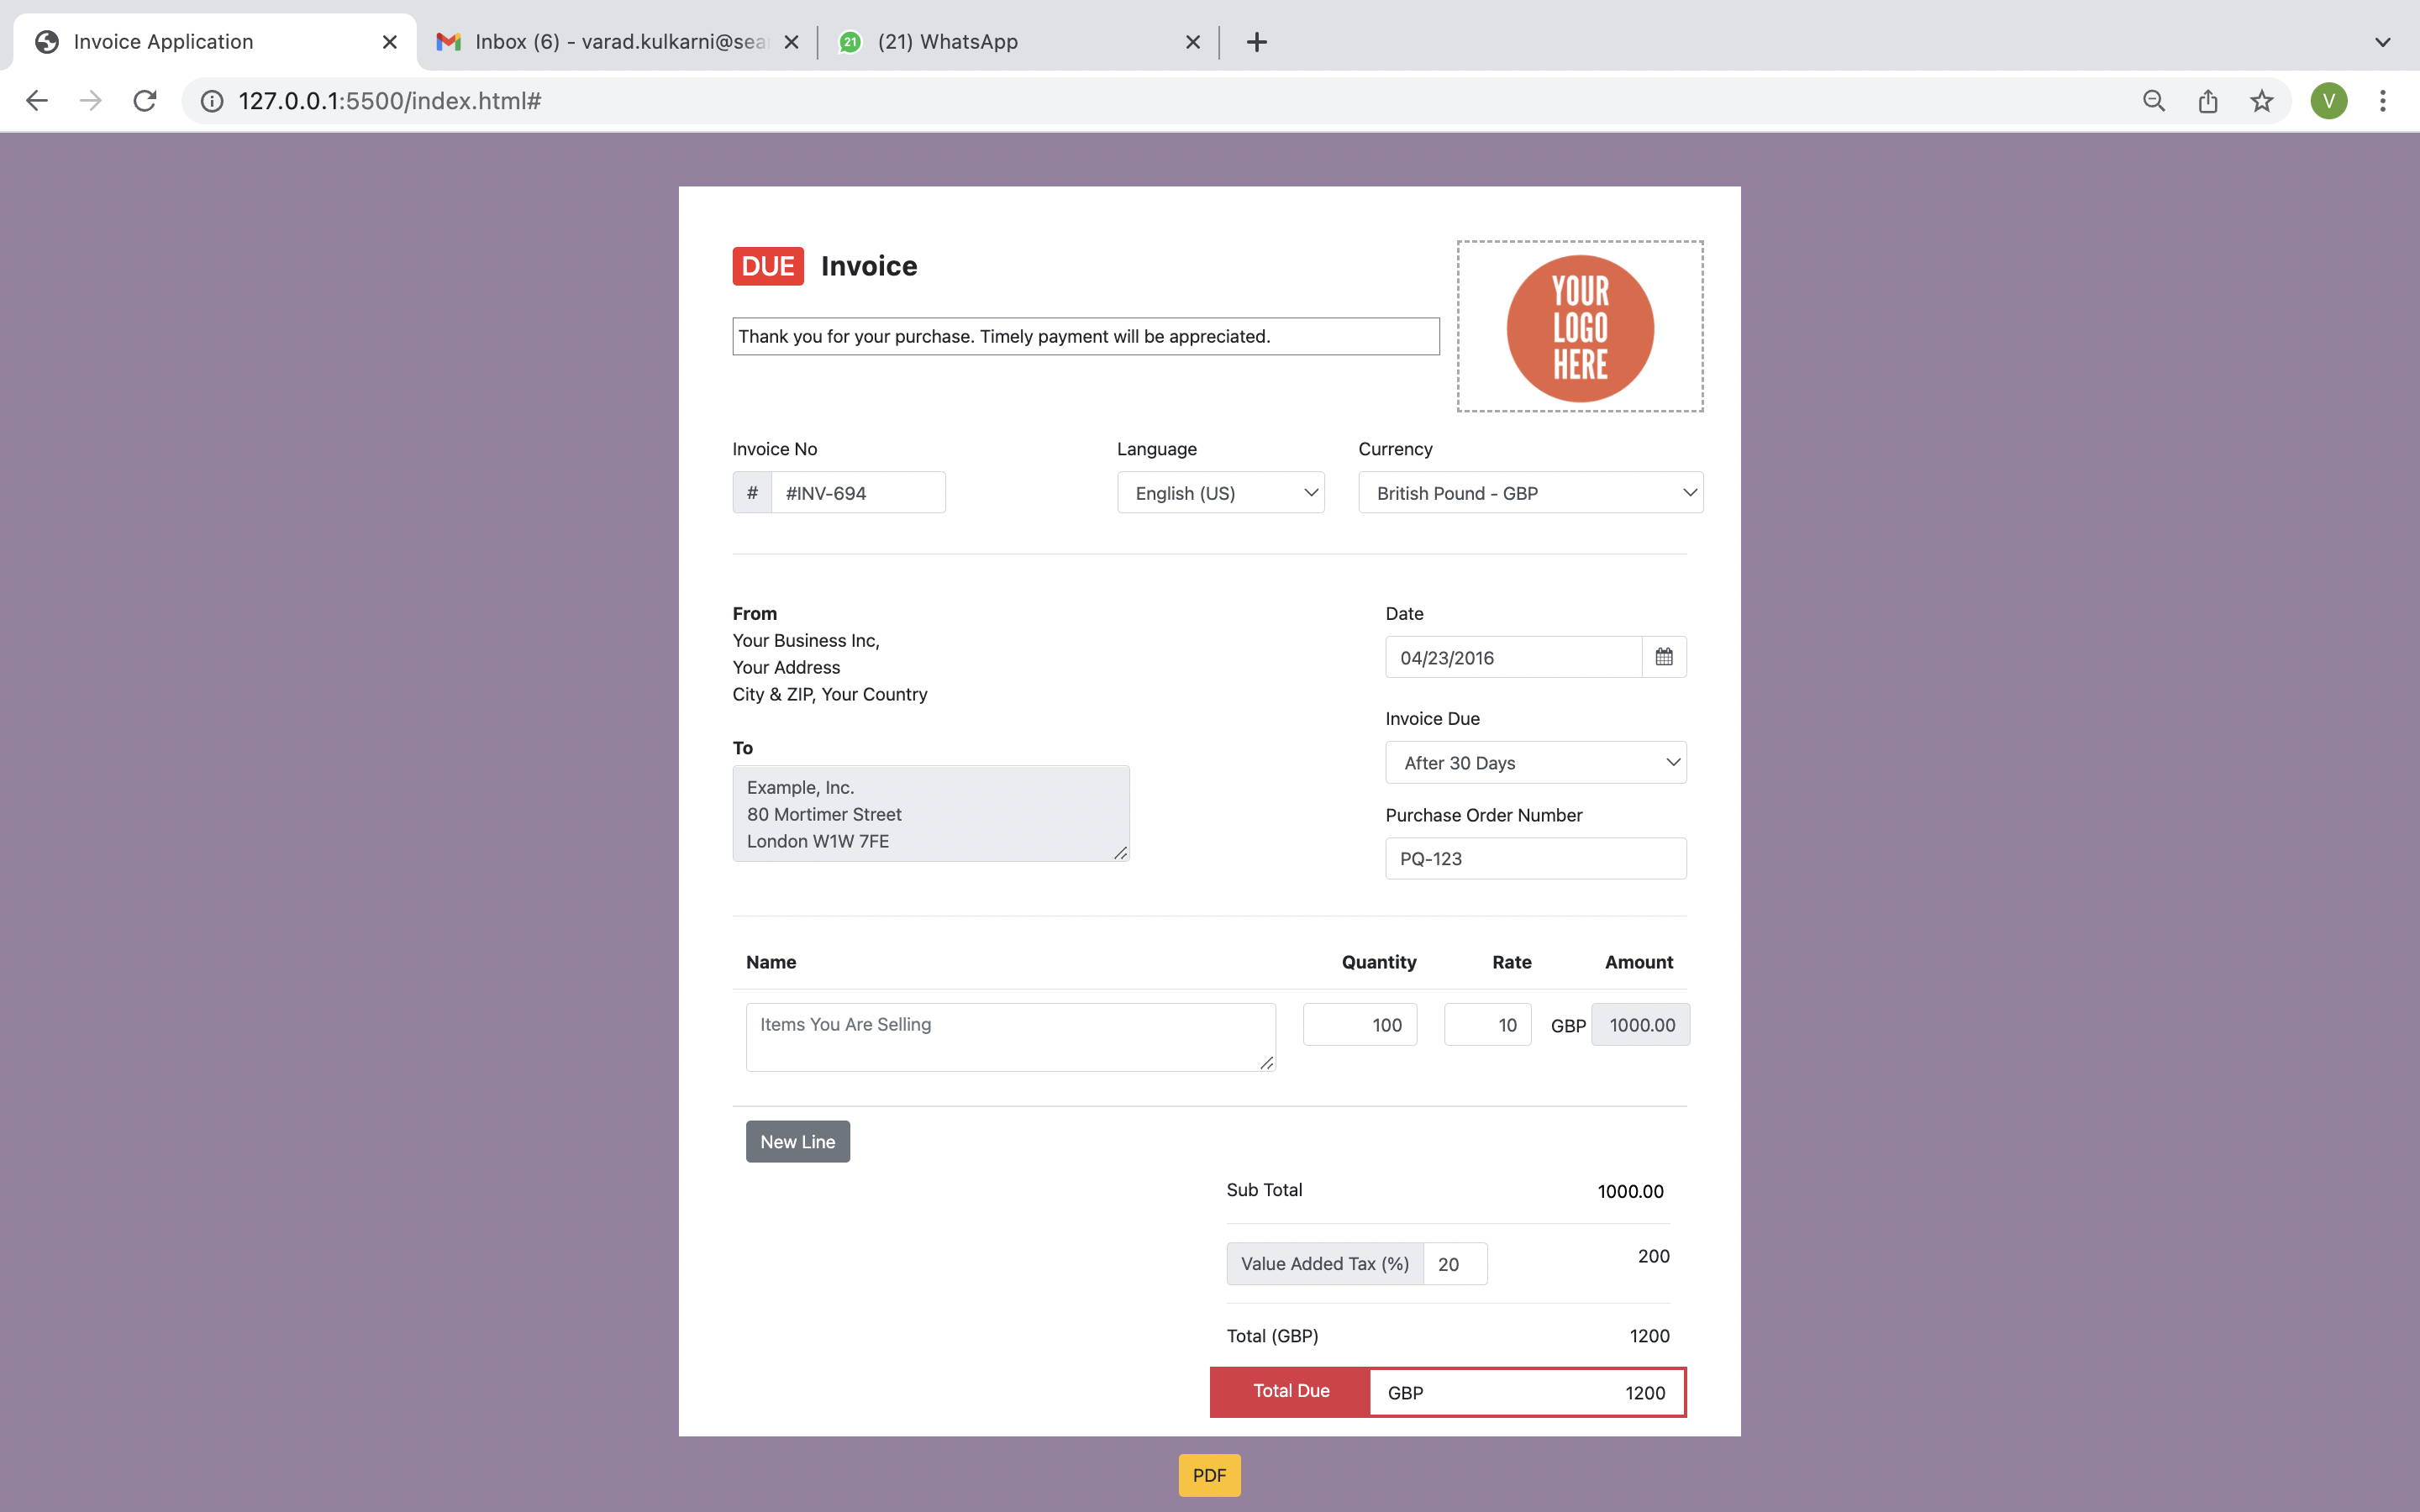 Invoice Application
Inbox (6) - varad.kulkarni@sea
21
(21) WhatsApp
127.0.0.1:5500/index.html#
V
DUE Invoice
YOUR
LOGO
HERE
Thank you for your purchase. Timely payment will be appreciated.
Invoice No
Language
Currency
# #INV-694
English (US)
British Pound - GBP
From
Your Business Inc,
Your Address
City & ZIP, Your Country
To
Example, Inc.
80 Mortimer Street
London W1W 7FE
Date
04/23/2016
Invoice Due
After 30 Days
Purchase Order Number
PQ-123
Name Quantity Rate Amount
Items You Are Selling 100 10 GBP 1000.00
New Line
Sub Total 1000.00
Value Added Tax (%) 20 200
Total (GBP) 1200
Total Due GBP 1200
PDF